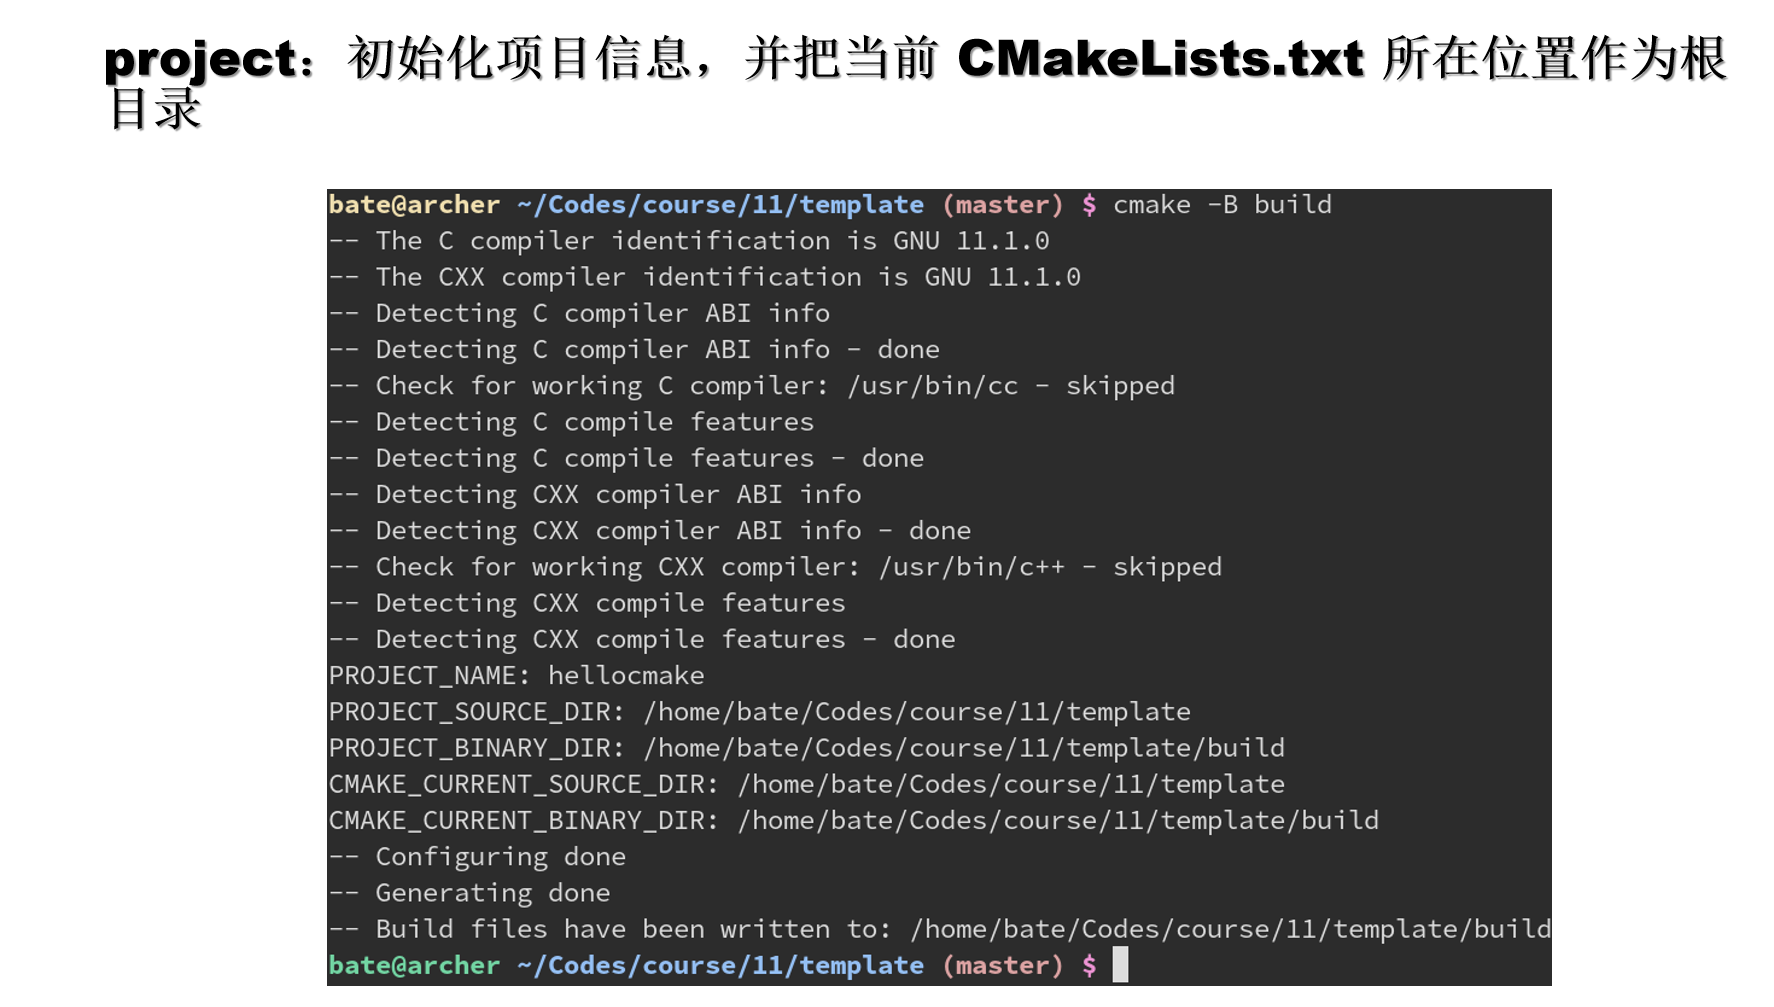 project：初始化项目信息，并把当前 CMakeLists.txt 所在位置作为根
目录
bate@archer ~/Codes/course/11/template (master) $ cmake -B build
-- The C compiler identification is GNU 11.1.0
-- The CXX compiler identification is GNU 11.1.0
-- Detecting C compiler ABI info
-- Detecting C compiler ABI info - done
-- Check for working C compiler: /usr/bin/cc - skipped
-- Detecting C compile features
-- Detecting C compile features - done
-- Detecting CXX compiler ABI info
-- Detecting CXX compiler ABI info - done
-- Check for working CXX compiler: /usr/bin/c++ - skipped
-- Detecting CXX compile features
-- Detecting CXX compile features - done
PROJECT_NAME: hellocmake
PROJECT_SOURCE_DIR: /home/bate/Codes/course/11/template
PROJECT_BINARY_DIR: /home/bate/Codes/course/11/template/build
CMAKE_CURRENT_SOURCE_DIR: /home/bate/Codes/course/11/template
CMAKE_CURRENT_BINARY_DIR: /home/bate/Codes/course/11/template/build
-- Configuring done
-- Generating done
-- Build files have been written to: /home/bate/Codes/course/11/template/build
bate@archer ~/Codes/course/11/template (master) $